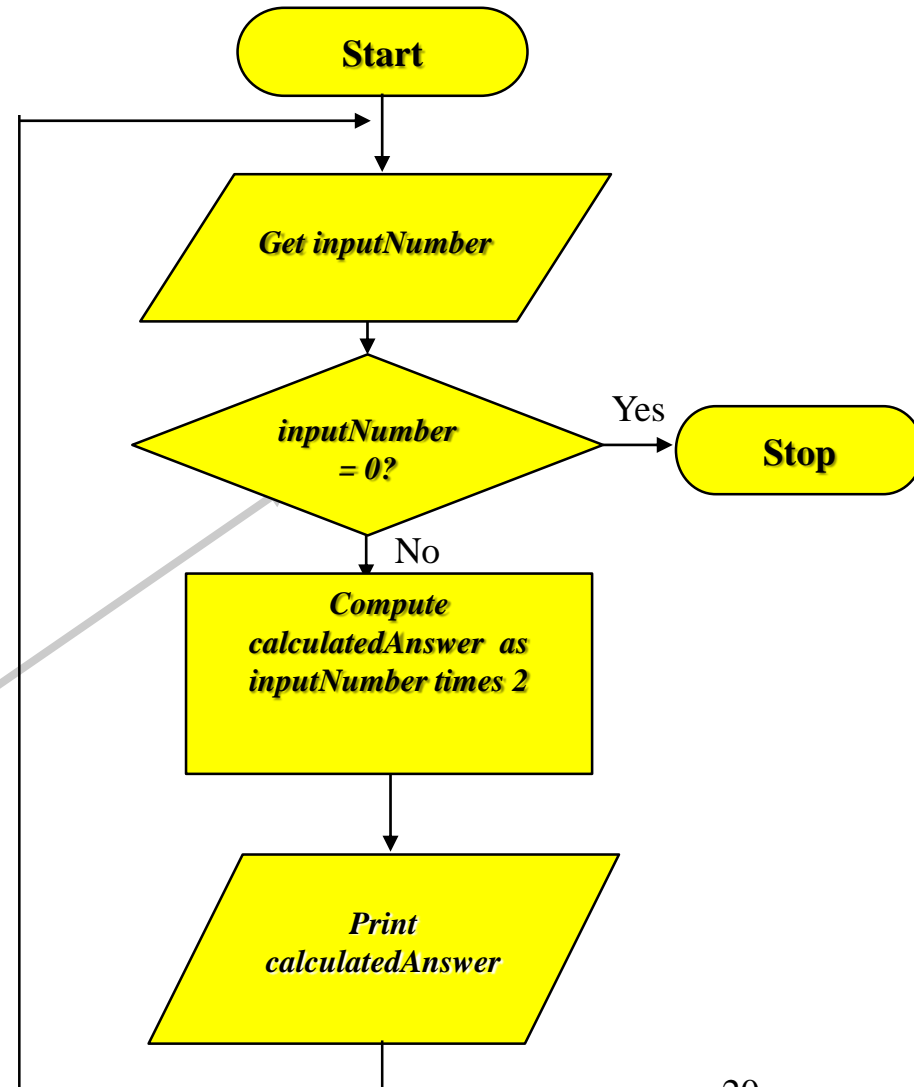 Start
Get inputNumber
inputNumber
= 0?
Yes
Stop
No
Compute
calculatedAnswer as
inputNumber times 2
Print
calculatedAnswer